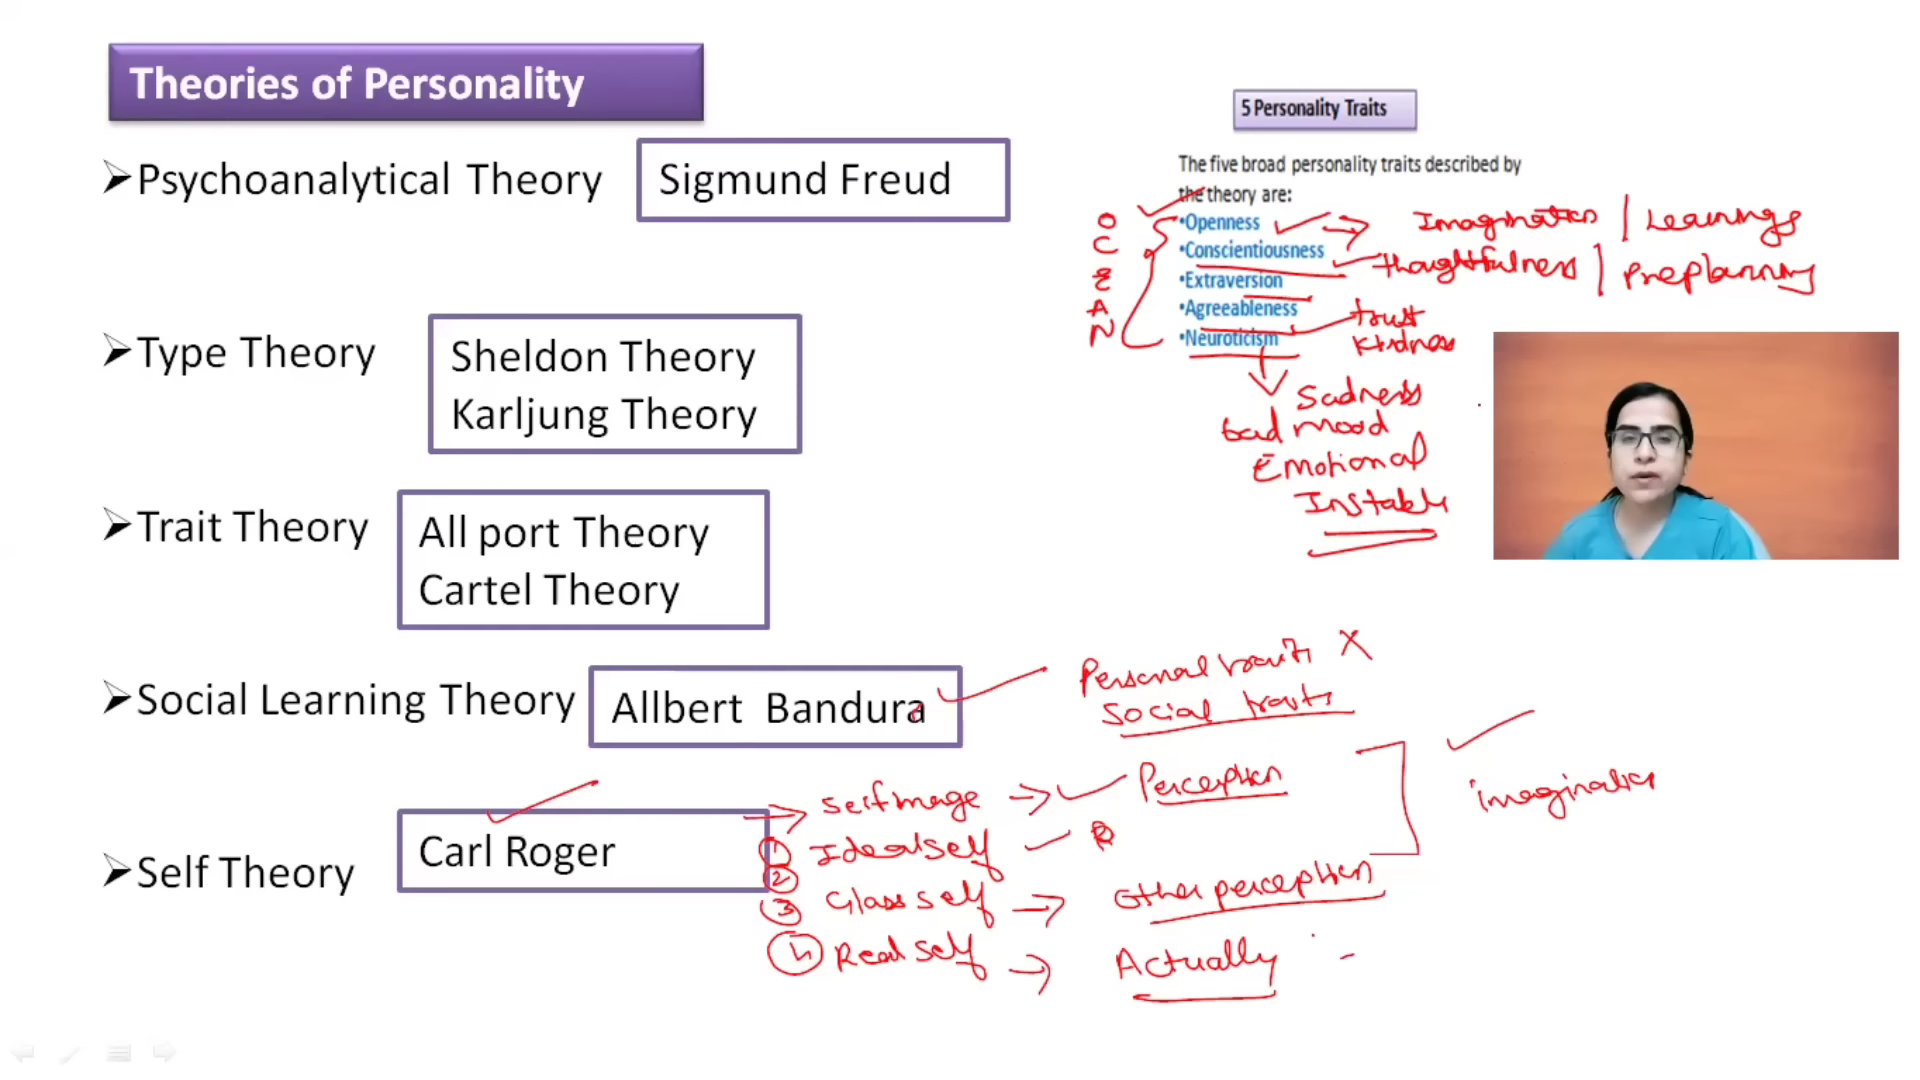 Theories of Personality
Psychoanalytical Theory
Sigmund Freud
Type Theory
Sheldon Theory
Karljung Theory
Trait Theory
All port Theory
Cartel Theory
Social Learning Theory
Allbert Bandura
Self Theory
Carl Roger
5 Personality Traits
The five broad personality traits described by
the theory are:
•Openness
•Conscientiousness
•Extraversion
•Agreeableness
•Neuroticism
O
C
E
A
N
Imagination | Learnings
thoughtfulness | Preplanning
trust
Kindness
Sadness
bad mood
Emotional
Instable
Personal traits X
Social traits
Self image
Perception
imagination
① Ideal self
②
③ Glass self
Other perception
④ Real self
Actually